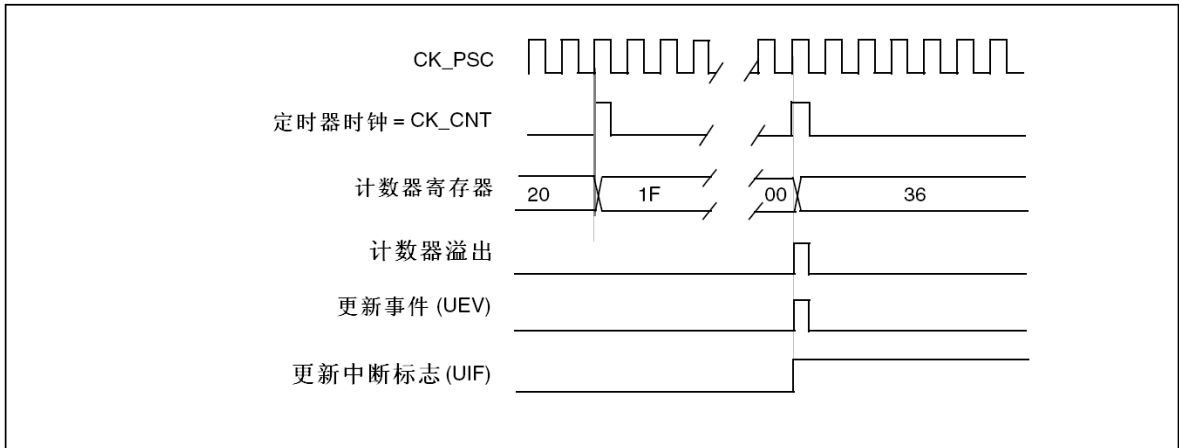 CK_PSC
定时器时钟 = CK_CNT
计数器寄存器 20 1F 00 36
计数器溢出
更新事件 (UEV)
更新中断标志 (UIF)